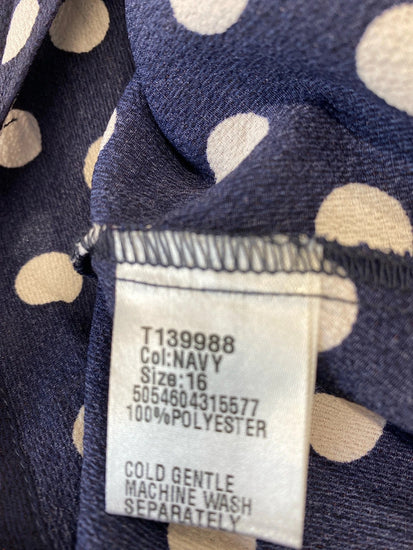 T139988
Col:NAVY
Size:16
5054604315577
100%POLYESTER
COLD GENTLE
MACHINE WASH
SEPARATELY